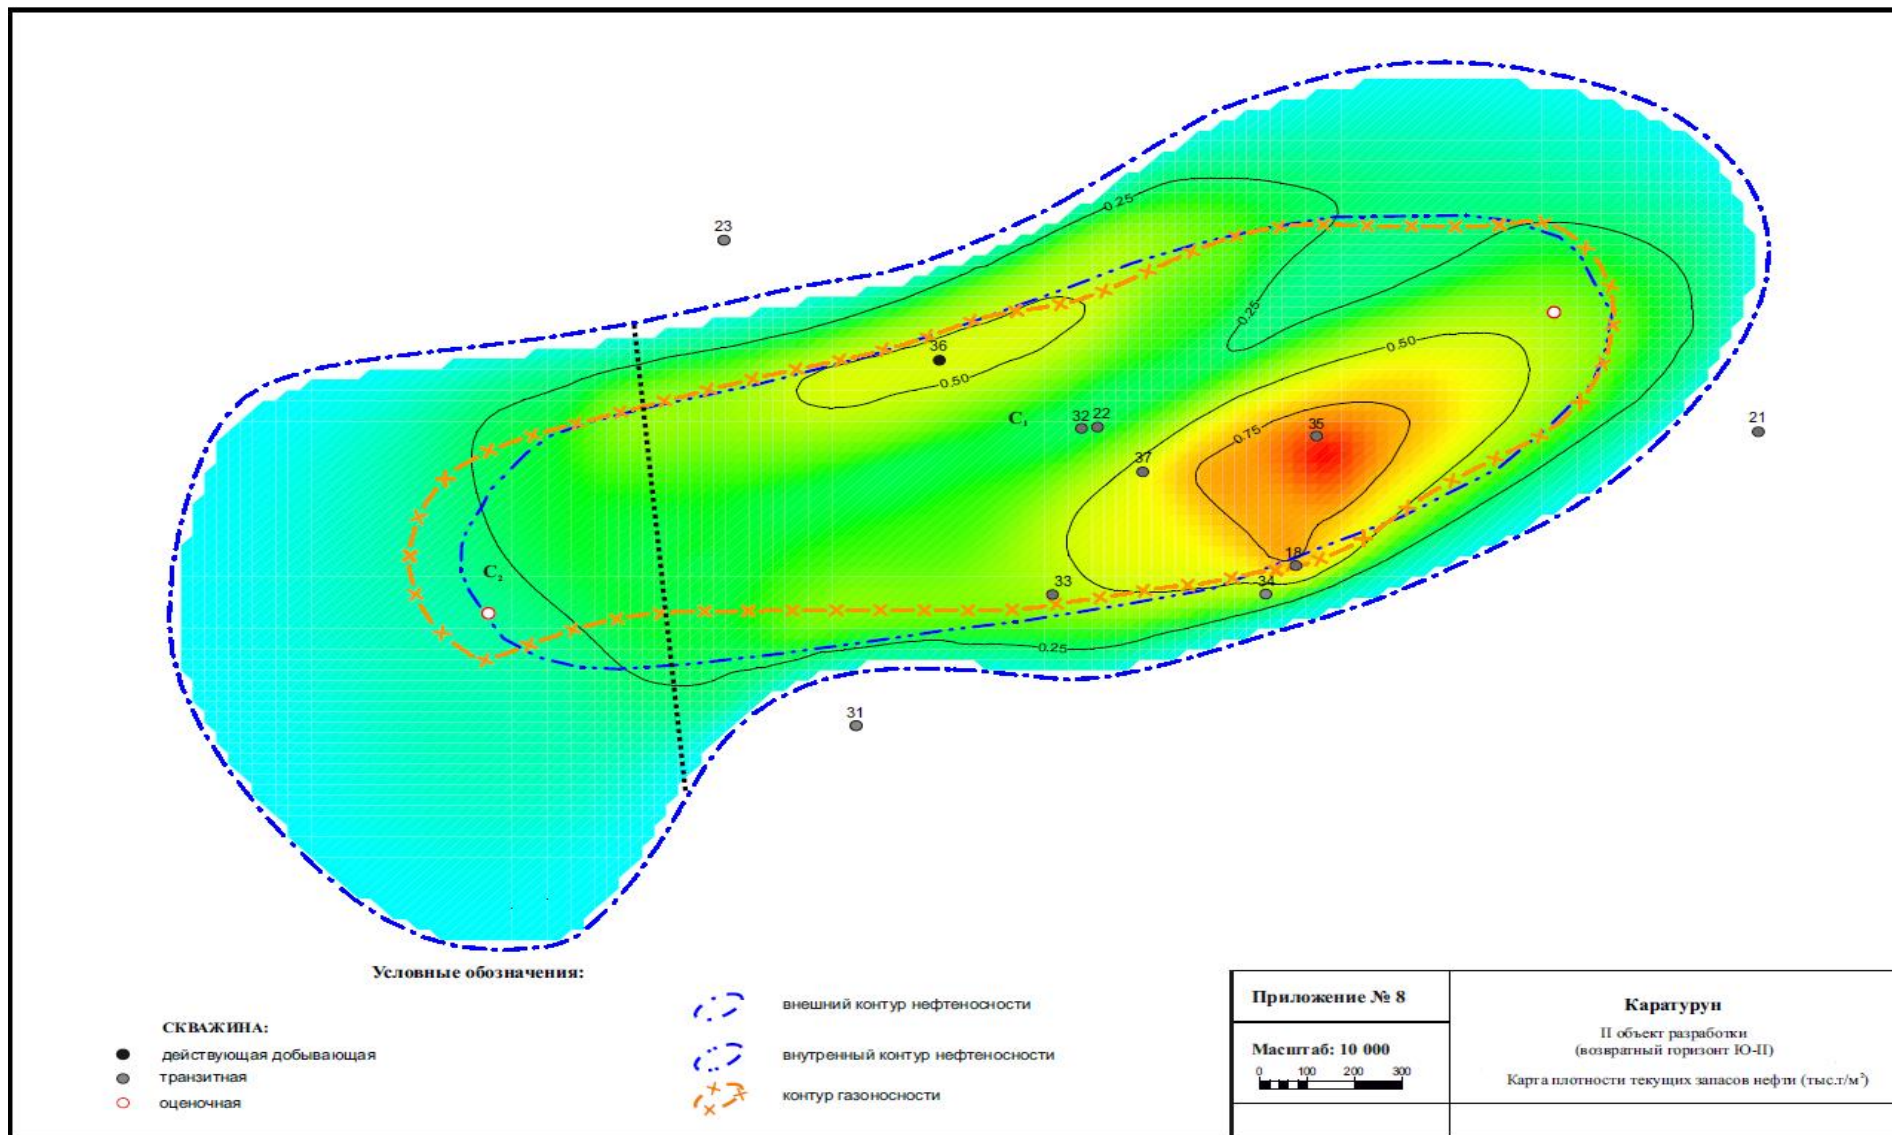 0.25
23
0.25
36
0.50
0.50
C₁
32
22
35
0.75
21
37
18
C₂
33
34
0.25
31
Условные обозначения:
СКВАЖИНА:
действующая добывающая
транзитная
оценочная
внешний контур нефтеносности
внутренный контур нефтеносности
контур газоносности
Приложение № 8
Масштаб: 10 000
0 100 200 300
Каратурун
II объект разработки
(возвратный горизонт Ю-II)
Карта плотности текущих запасов нефти (тыс.т/м²)